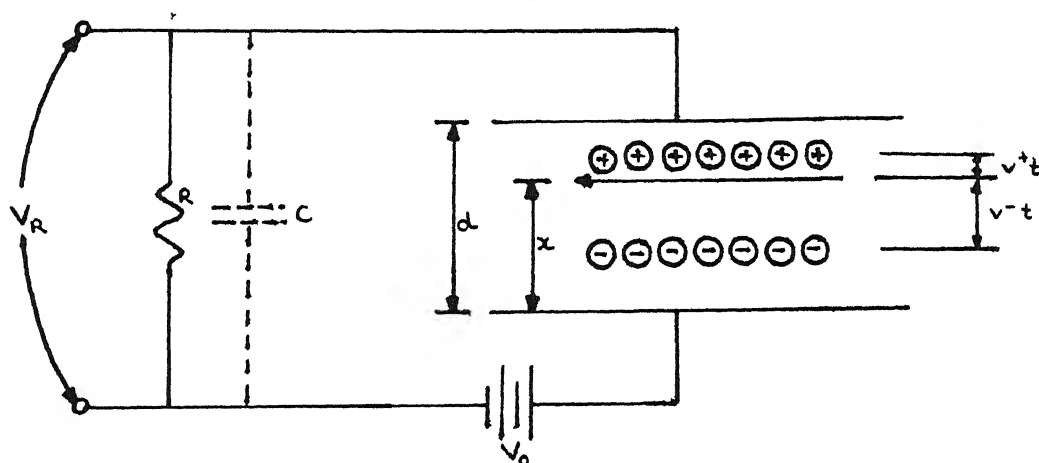 V_R
R
C
d
x
+ + + + + + +
- - - - - - -
v⁺t
v⁻t
V₀